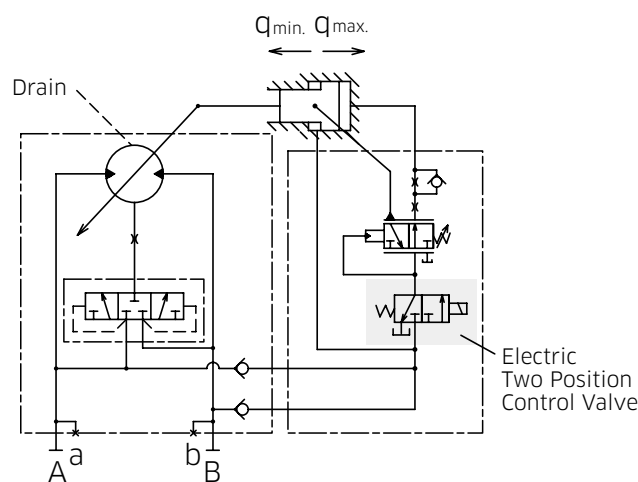 qmin. qmax.
Drain
Electric
Two Position
Control Valve
a b
A B